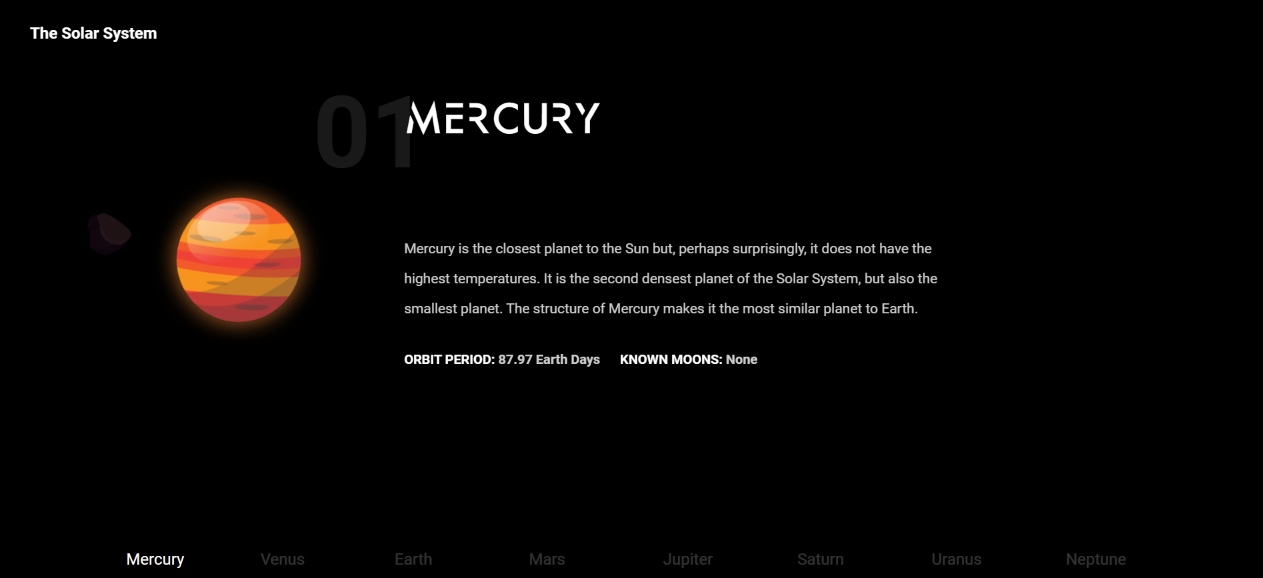 The Solar System
01
MERCURY
Mercury is the closest planet to the Sun but, perhaps surprisingly, it does not have the
highest temperatures. It is the second densest planet of the Solar System, but also the
smallest planet. The structure of Mercury makes it the most similar planet to Earth.
ORBIT PERIOD: 87.97 Earth Days KNOWN MOONS: None
Mercury Venus Earth Mars Jupiter Saturn Uranus Neptune